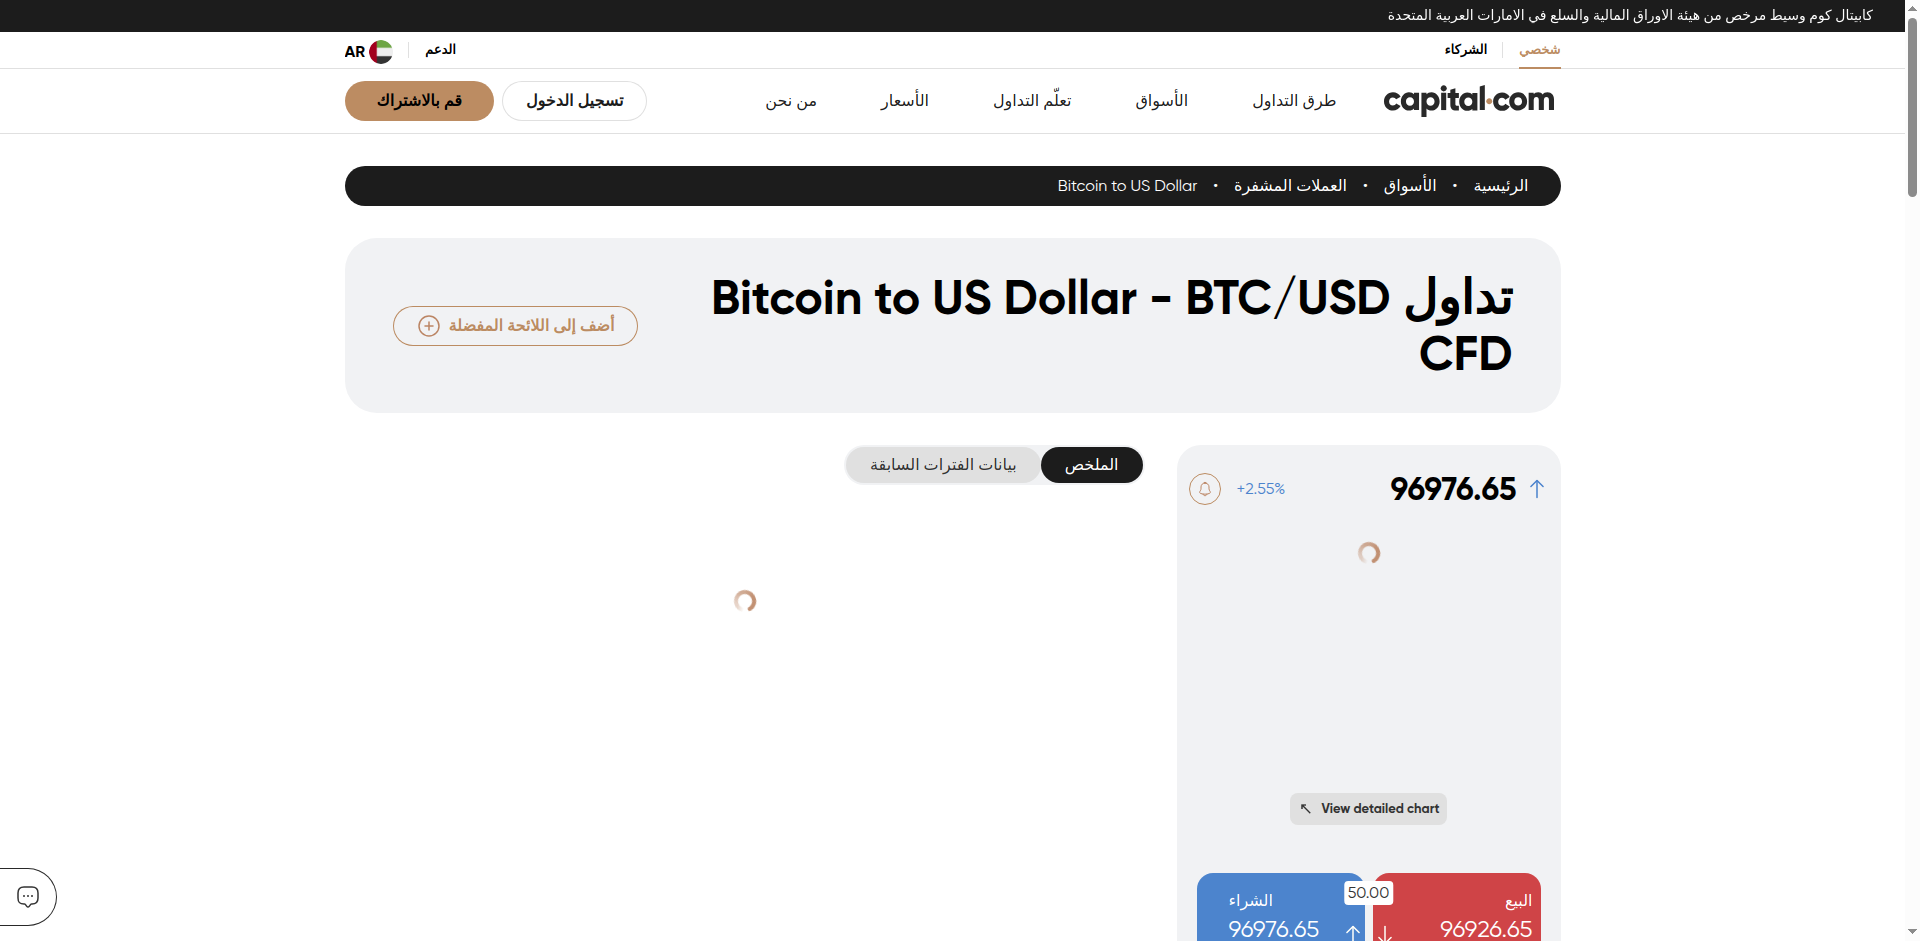 كابيتال كوم وسيط مرخص من هيئة الاوراق المالية والسلع في الامارات العربية المتحدة
شخصي
الشركاء
الدعم
AR
capital.com
طرق التداول
الأسواق
تعلّم التداول
الأسعار
من نحن
تسجيل الدخول
قم بالاشتراك
الرئيسية • الأسواق • العملات المشفرة • Bitcoin to US Dollar
تداول Bitcoin to US Dollar - BTC/USD
CFD
أضف إلى اللائحة المفضلة
96976.65
+2.55%
الملخص
بيانات الفترات السابقة
View detailed chart
البيع
96926.65
50.00
الشراء
96976.65